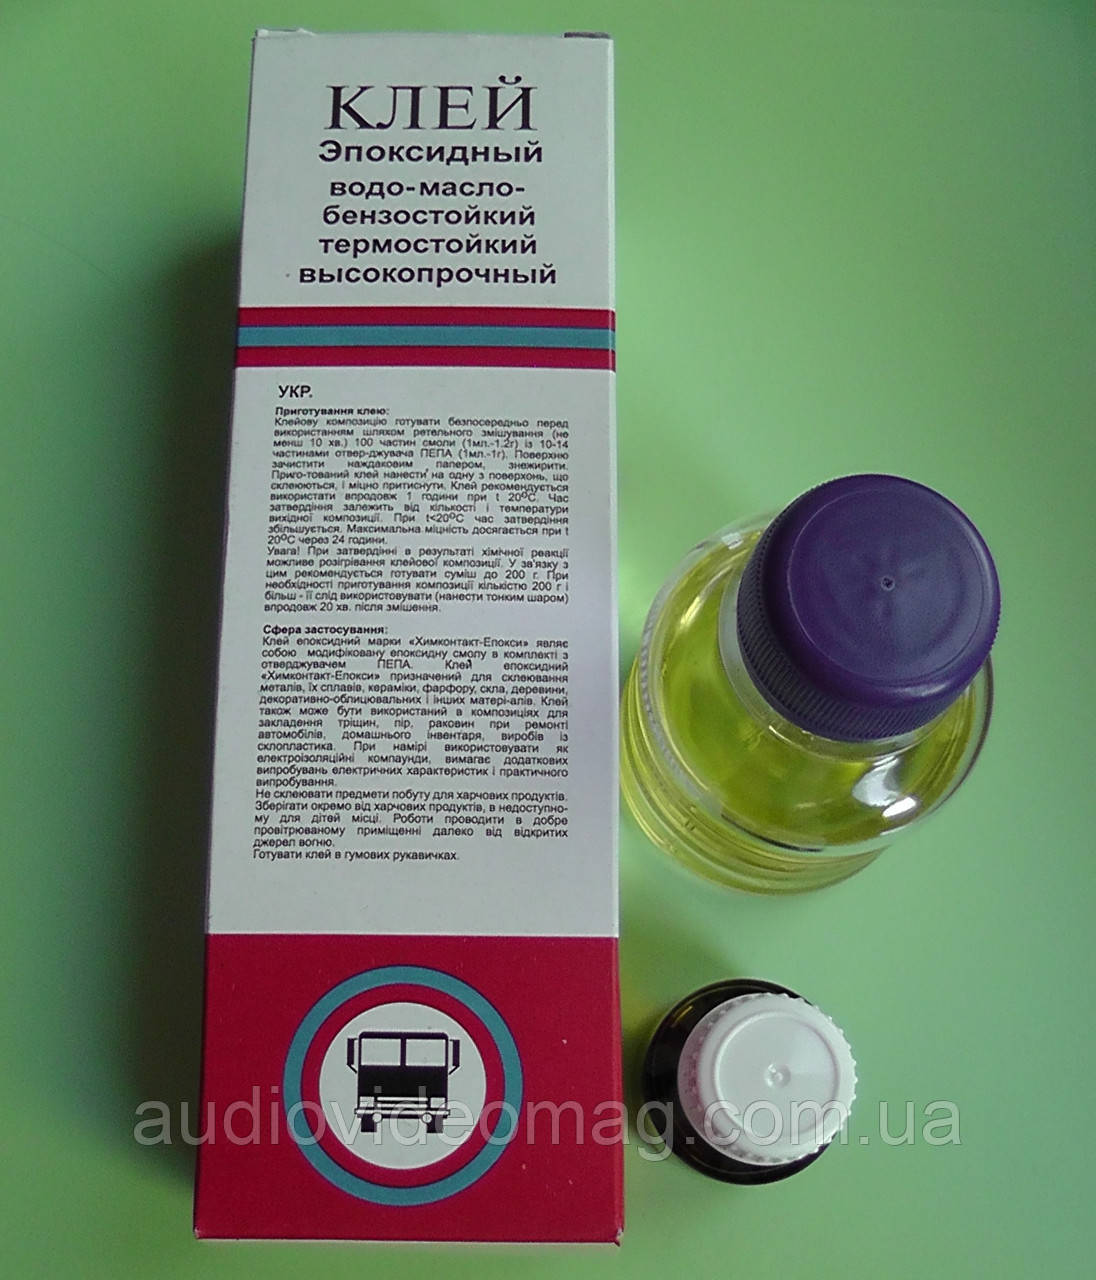 КЛЕЙ
Эпоксидный
водо-масло-
бензостойкий
термостойкий
высокопрочный
УКР.
Приготування клею:
Клейову композицію готувати безпосередньо перед
використанням шляхом ретельного змішування (не
менш 10 хв.) 100 частин смоли (1мл.-1.2г) із 10-14
частинами отвер-джувача ПЕПА (1мл.-1г). Поверхню
зачистити наждаковим папером, знежирити.
Приго-тований клей нанести на одну з поверхонь, що
склеюються, і міцно притиснути. Клей рекомендується
використати впродовж 1 години при t 20ºС. Час
затвердіння залежить від кількості і температури
вихідної композиції. При t<20ºС час затвердіння
збільшується. Максимальна міцність досягається при t
20ºС через 24 години.
Увага! При затвердінні в результаті хімічної реакції
можливе розігрівання клейової композиції. У зв'язку з
цим рекомендується готувати суміш до 200 г. При
необхідності приготування композиції кількістю 200 г і
більш - її слід використовувати (нанести тонким шаром)
впродовж 20 хв. після змішення.
Сфера застосування:
Клей епоксидний марки «Химконтакт-Епокси» являє
собою модифіковану епоксидну смолу в комплекті з
отверджувачем ПЕПА. Клей епоксидний
«Химконтакт-Епокси» призначений для склеювання
металів, їх сплавів, кераміки, фарфору, скла, деревини,
декоративно-облицювальних і інших матері-алів. Клей
також може бути використаний в композиціях для
закладення тріщин, пір, раковин при ремонті
автомобілів, домашнього інвентаря, виробів із
склопластика. При намірі використовувати як
електроізоляційні компаунди, вимагає додаткових
випробувань електричних характеристик і практичного
випробування.
Не склеювати предмети побуту для харчових продуктів.
Зберігати окремо від харчових продуктів, в недоступно-
му для дітей місці. Роботи проводити в добре
провітрюваному приміщенні далеко від відкритих
джерел вогню.
Готувати клей в гумових рукавичках.
audiovideomag.com.ua